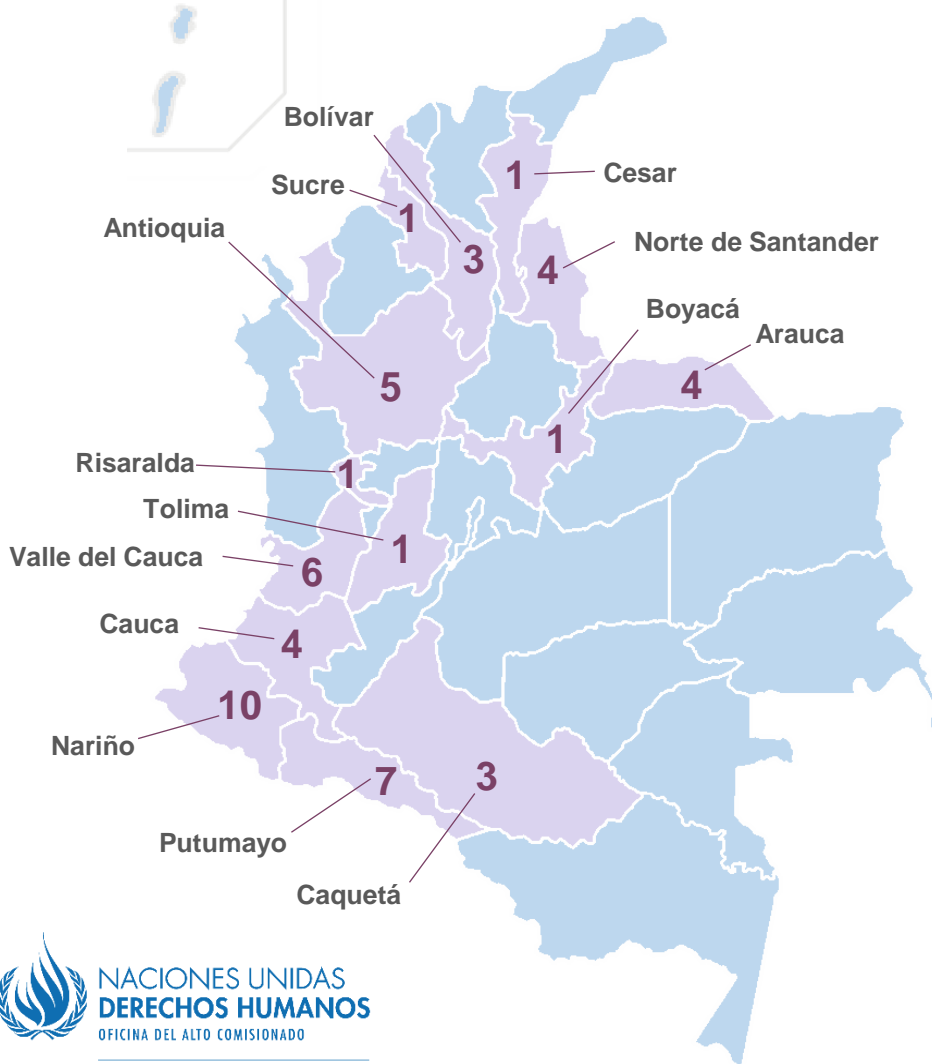 Bolívar
1
Cesar
Sucre
1
Antioquia
3
Norte de Santander
4
Boyacá
Arauca
5
4
1
Risaralda
1
Tolima
Valle del Cauca
6
1
Cauca
4
10
Nariño
7
3
Putumayo
Caquetá
NACIONES UNIDAS
DERECHOS HUMANOS
OFICINA DEL ALTO COMISIONADO